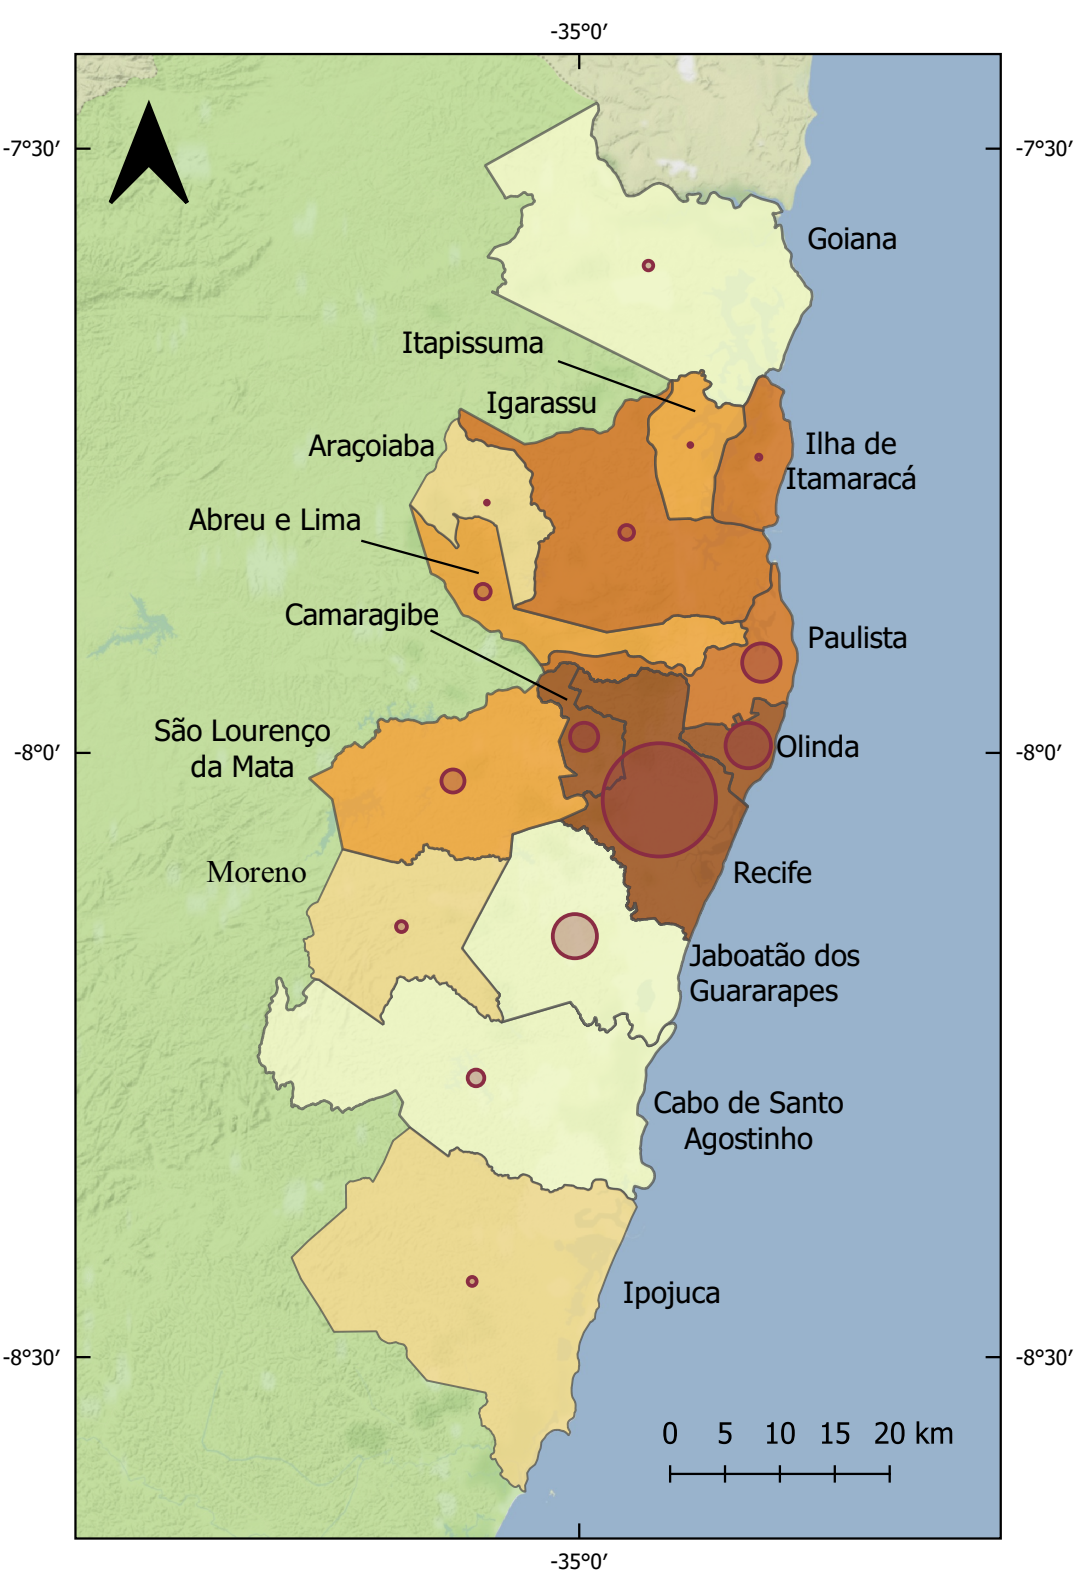 -35°0′
-7°30′
-7°30′
Goiana
Itapissuma
Igarassu
Araçoiaba
Ilha de
Itamaracá
Abreu e Lima
Camaragibe
Paulista
São Lourenço
da Mata
-8°0′
Olinda
-8°0′
Moreno
Recife
Jaboatão dos
Guararapes
Cabo de Santo
Agostinho
Ipojuca
-8°30′
-8°30′
0 5 10 15 20 km
-35°0′